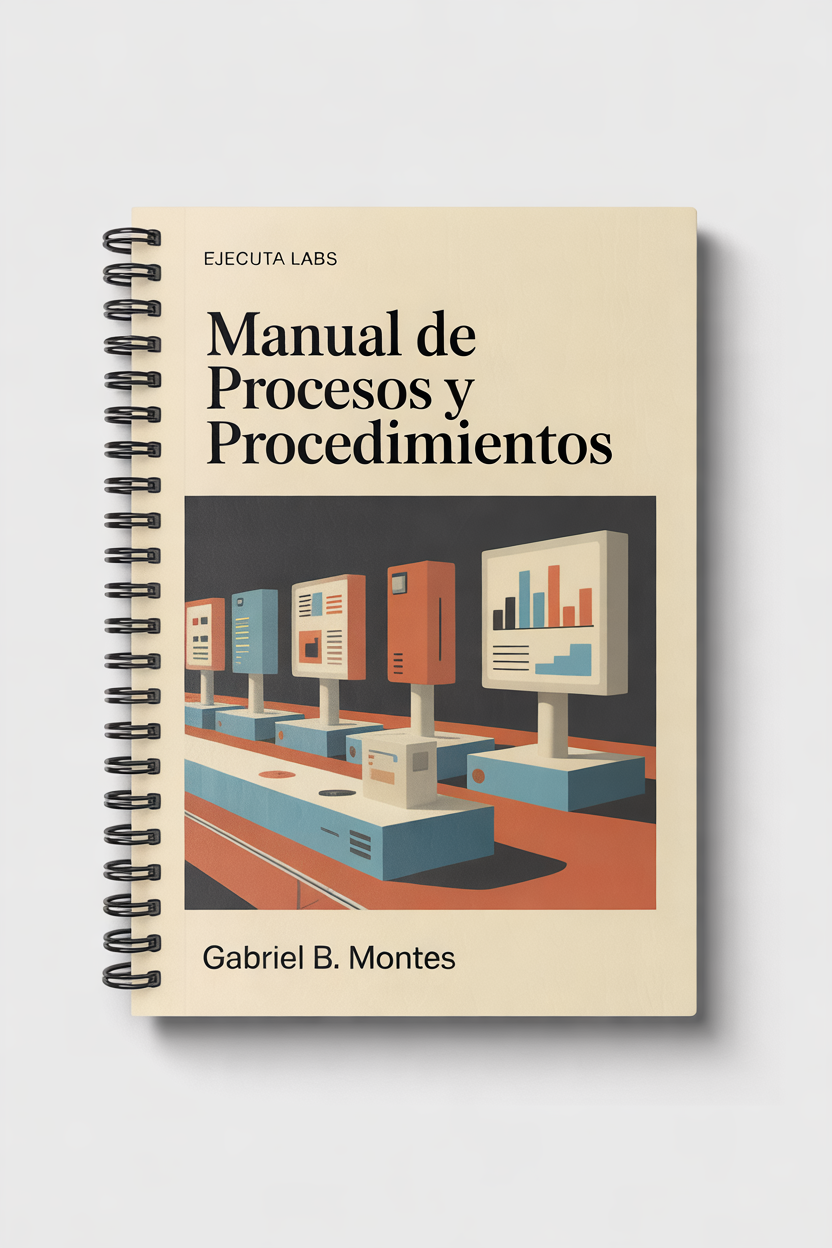 EJECUTA LABS
Manual de
Procesos y
Procedimientos
Gabriel B. Montes